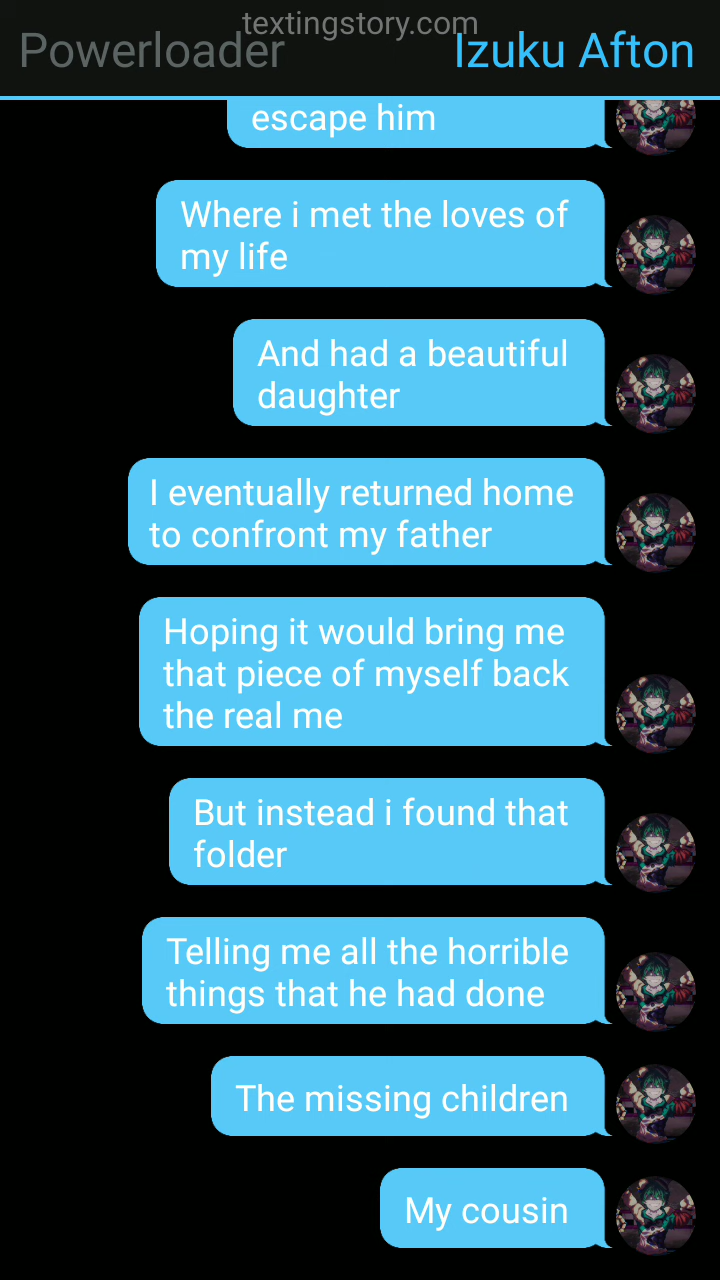 textingstory.com
Powerloader
Izuku Afton
escape him
Where i met the loves of
my life
And had a beautiful
daughter
I eventually returned home
to confront my father
Hoping it would bring me
that piece of myself back
the real me
But instead i found that
folder
Telling me all the horrible
things that he had done
The missing children
My cousin